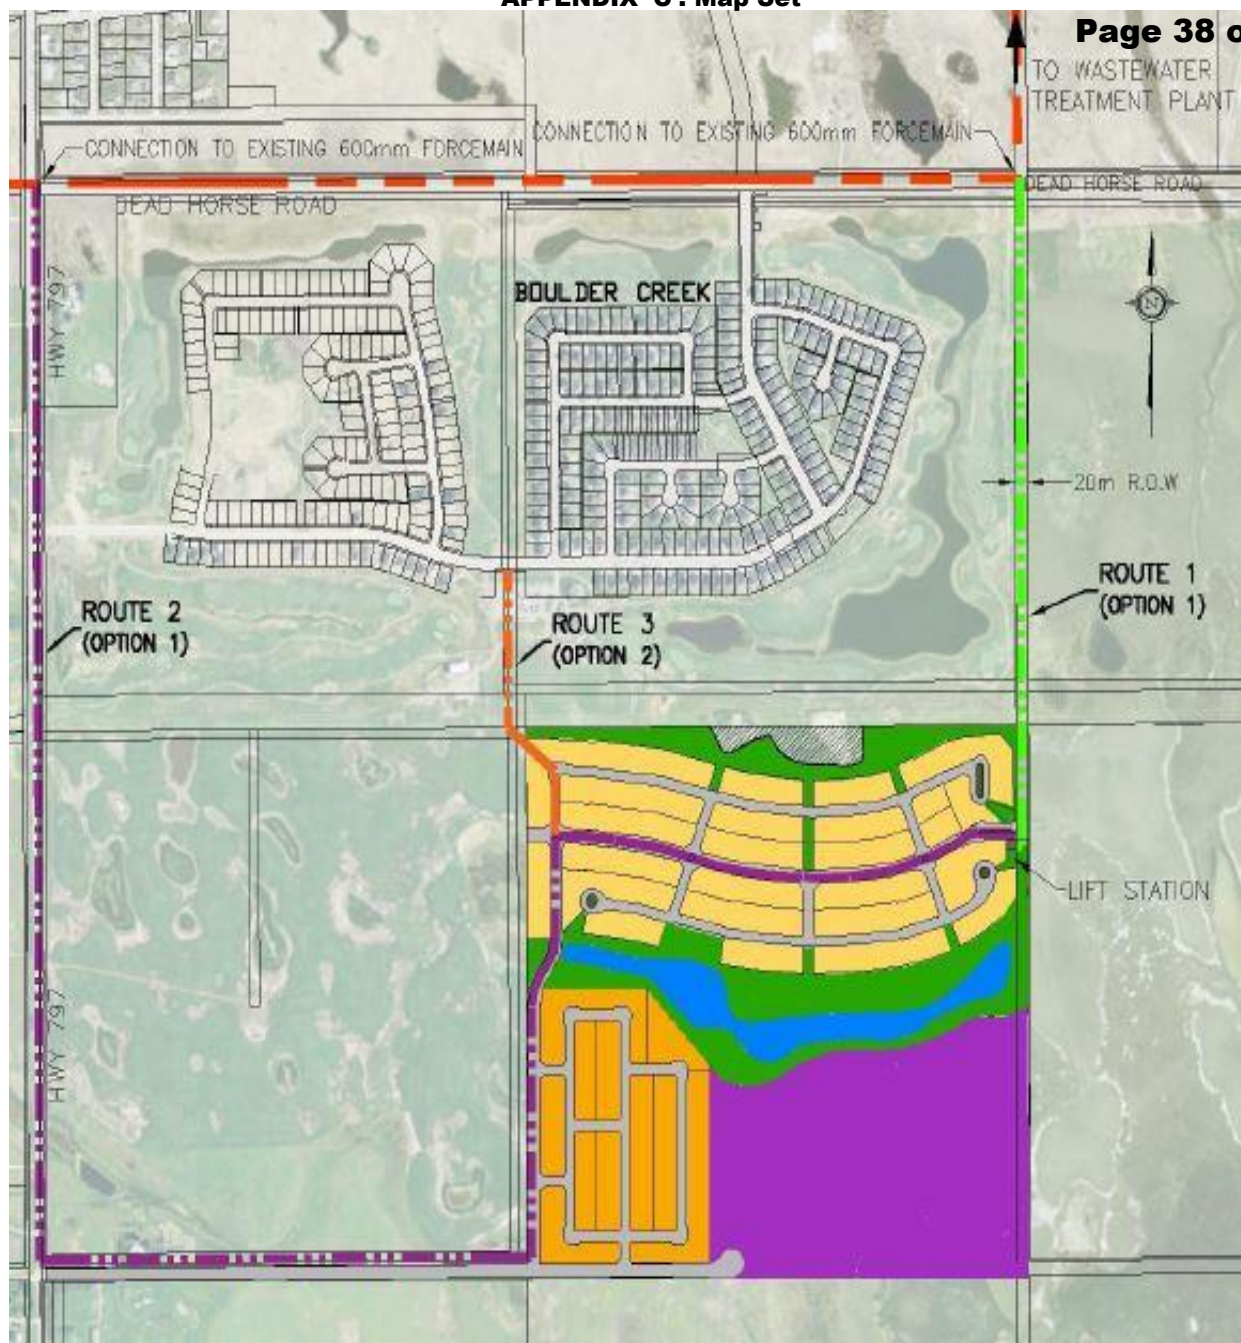 APPENDIX 'C': Map Set
Page 38 o
TO WASTEWATER
TREATMENT PLANT
CONNECTION TO EXISTING 600mm FORCEMAIN
CONNECTION TO EXISTING 600mm FORCEMAIN
DEAD HORSE ROAD
DEAD HORSE ROAD
HWY 797
BOULDER CREEK
N
20m R.O.W
ROUTE 1
(OPTION 1)
ROUTE 2
(OPTION 1)
ROUTE 3
(OPTION 2)
LIFT STATION
HWY 797